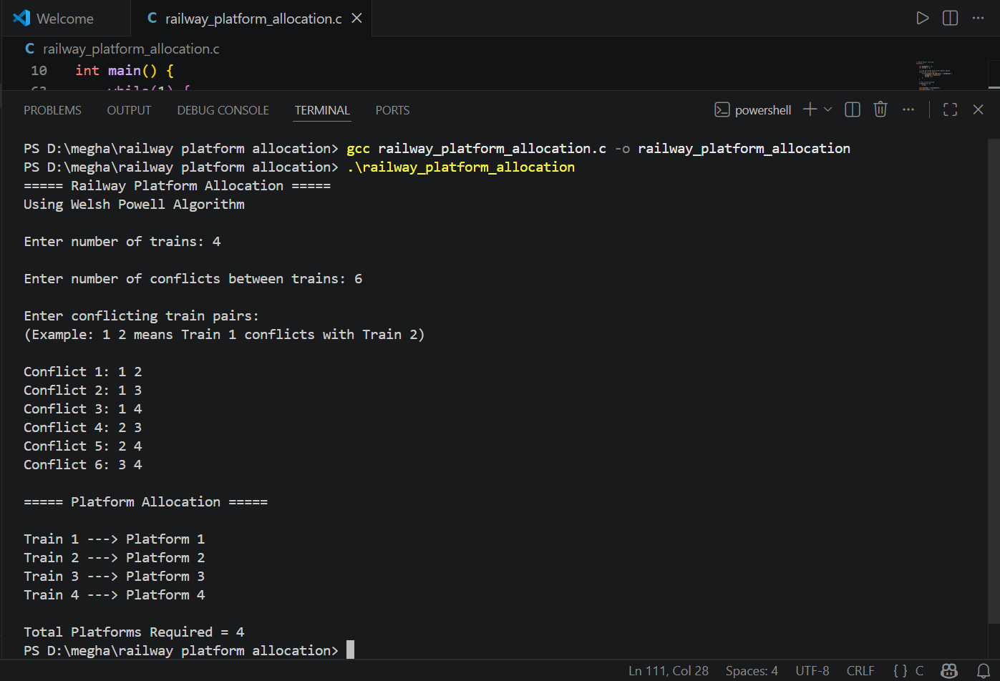 Welcome
C railway_platform_allocation.c
C railway_platform_allocation.c
10 int main() {
PROBLEMS OUTPUT DEBUG CONSOLE TERMINAL PORTS powershell
PS D:\megha\railway platform allocation> gcc railway_platform_allocation.c -o railway_platform_allocation
PS D:\megha\railway platform allocation> .\railway_platform_allocation
===== Railway Platform Allocation =====
Using Welsh Powell Algorithm
Enter number of trains: 4
Enter number of conflicts between trains: 6
Enter conflicting train pairs:
(Example: 1 2 means Train 1 conflicts with Train 2)
Conflict 1: 1 2
Conflict 2: 1 3
Conflict 3: 1 4
Conflict 4: 2 3
Conflict 5: 2 4
Conflict 6: 3 4
===== Platform Allocation =====
Train 1 ---> Platform 1
Train 2 ---> Platform 2
Train 3 ---> Platform 3
Train 4 ---> Platform 4
Total Platforms Required = 4
PS D:\megha\railway platform allocation>
Ln 111, Col 28 Spaces: 4 UTF-8 CRLF {} C